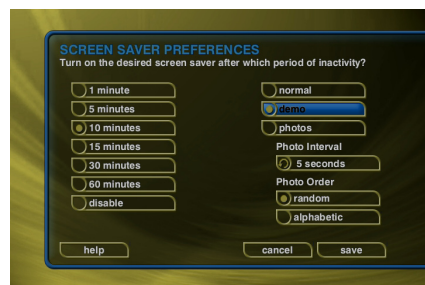 SCREEN SAVER PREFERENCES
Turn on the desired screen saver after which period of inactivity?
1 minute
5 minutes
10 minutes
15 minutes
30 minutes
60 minutes
disable
normal
demo
photos
Photo Interval
5 seconds
Photo Order
random
alphabetic
help
cancel
save